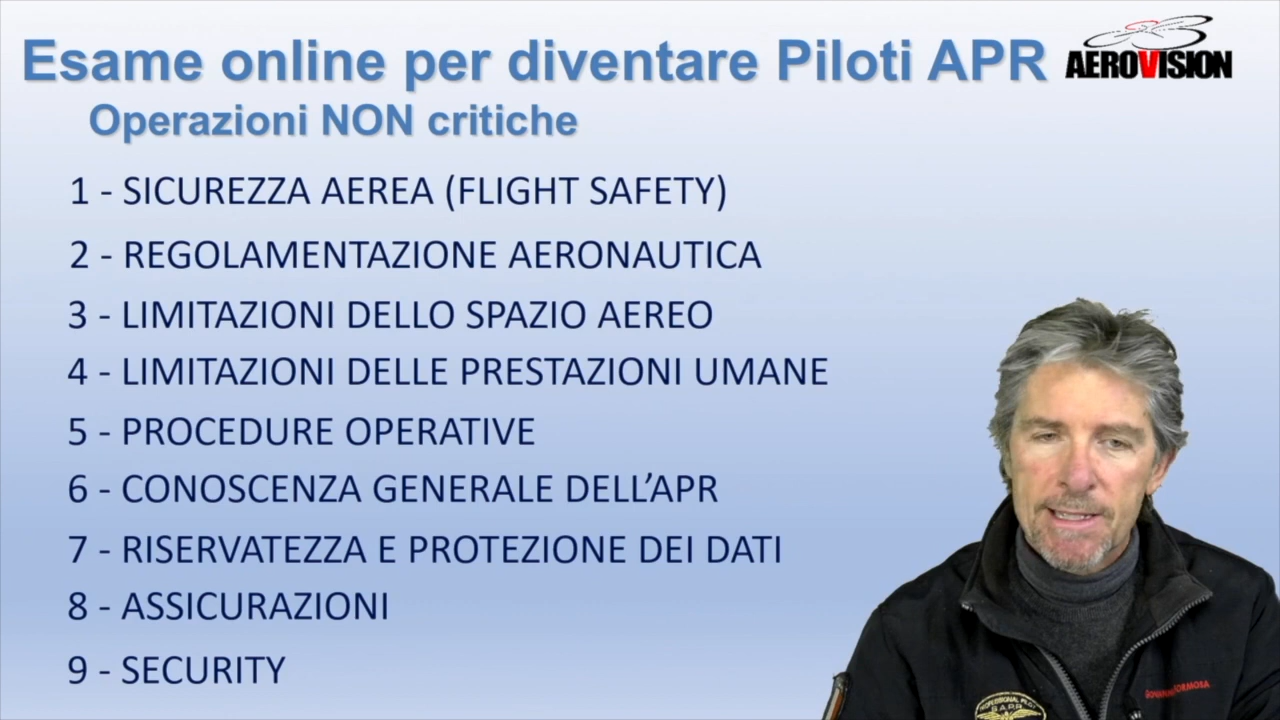 Esame online per diventare Piloti APR
AEROVISION
Operazioni NON critiche
1 - SICUREZZA AEREA (FLIGHT SAFETY)
2 - REGOLAMENTAZIONE AERONAUTICA
3 - LIMITAZIONI DELLO SPAZIO AEREO
4 - LIMITAZIONI DELLE PRESTAZIONI UMANE
5 - PROCEDURE OPERATIVE
6 - CONOSCENZA GENERALE DELL'APR
7 - RISERVATEZZA E PROTEZIONE DEI DATI
8 - ASSICURAZIONI
9 - SECURITY
PROFESSIONAL PILOT
S.A.P.R.